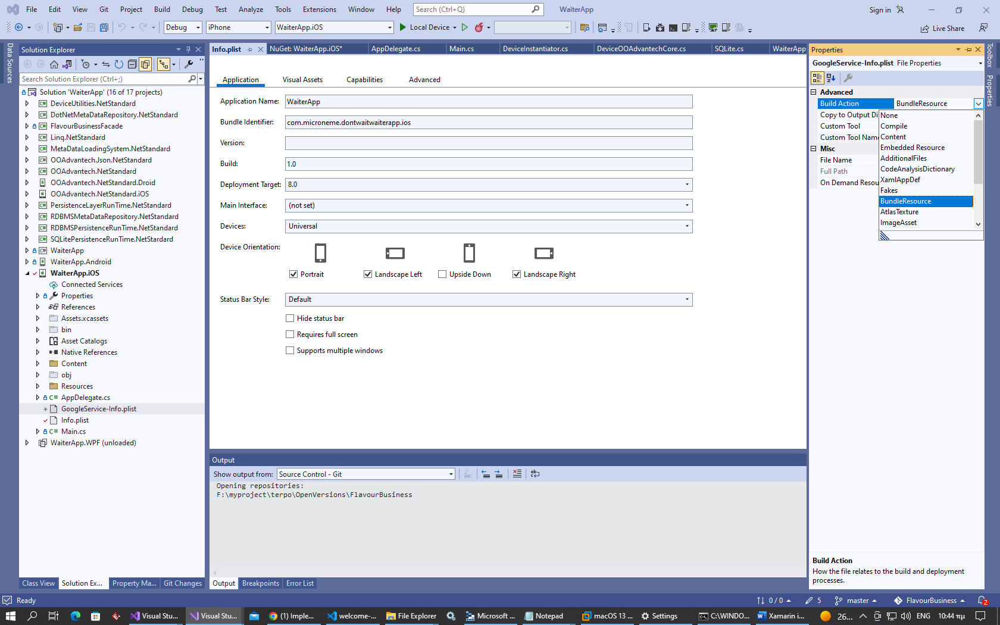 File Edit View Git Project Build Debug Test Analyze Tools Extensions Window Help Search (Ctrl+Q) WaiterApp Sign in
Debug iPhone WaiterApp.iOS Local Device Live Share
Data Sources
Solution Explorer
Search Solution Explorer (Ctrl+;)
Solution 'WaiterApp' (16 of 17 projects)
DeviceUtilities.NetStandard
DotNetMetaDataRepository.NetStandard
FlavourBusinessFacade
Linq.NetStandard
MetaDataLoadingSystem.NetStandard
OOAdvantech.Json.NetStandard
OOAdvantech.NetStandard
OOAdvantech.NetStandard.Droid
OOAdvantech.NetStandard.iOS
PersistenceLayerRunTime.NetStandard
RDBMSMetaDataRepository.NetStandard
RDBMSPersistenceRunTime.NetStandard
SQLitePersistenceRunTime.NetStardard
WaiterApp
WaiterApp.Android
WaiterApp.iOS
Connected Services
Properties
References
Assets.xcassets
bin
Asset Catalogs
Native References
Content
obj
Resources
AppDelegate.cs
GoogleService-Info.plist
Info.plist
Main.cs
WaiterApp.WPF (unloaded)
Class View Solution Ex... Property Ma... Git Changes
Info.plist NuGet: WaiterApp.iOS* AppDelegate.cs Main.cs DeviceInstantiator.cs DeviceOOAdvantechCore.cs SQLite.cs WaiterApp
Application Visual Assets Capabilities Advanced
Application Name: WaiterApp
Bundle Identifier: com.microneme.dontwaitwaiterapp.ios
Version:
Build: 1.0
Deployment Target: 8.0
Main Interface: (not set)
Devices: Universal
Device Orientation:
Portrait Landscape Left Upside Down Landscape Right
Status Bar Style: Default
Hide status bar
Requires full screen
Supports multiple windows
Output
Show output from: Source Control - Git
Opening repositories:
F:\myproject\terpo\OpenVersions\FlavourBusiness
Output Breakpoints Error List
Properties
GoogleService-Info.plist File Properties
Advanced
Build Action BundleResource
Copy to Output Di
Custom Tool
Custom Tool Nam
Misc
File Name
Full Path
On Demand Resou
None
Compile
Content
Embedded Resource
AdditionalFiles
CodeAnalysisDictionary
XamlAppDef
Fakes
BundleResource
AtlasTexture
ImageAsset
Build Action
How the file relates to the build and deployment
processes.
Toolbox
Properties
Ready 0 / 0 5 master FlavourBusiness 2
Visual Stu... Visual Stu... (1) Imple... welcome-... File Explorer Microsoft ... Notepad macOS 13 ... Settings C:\WINDO... Xamarin i... 26... ENG 10:44 πμ